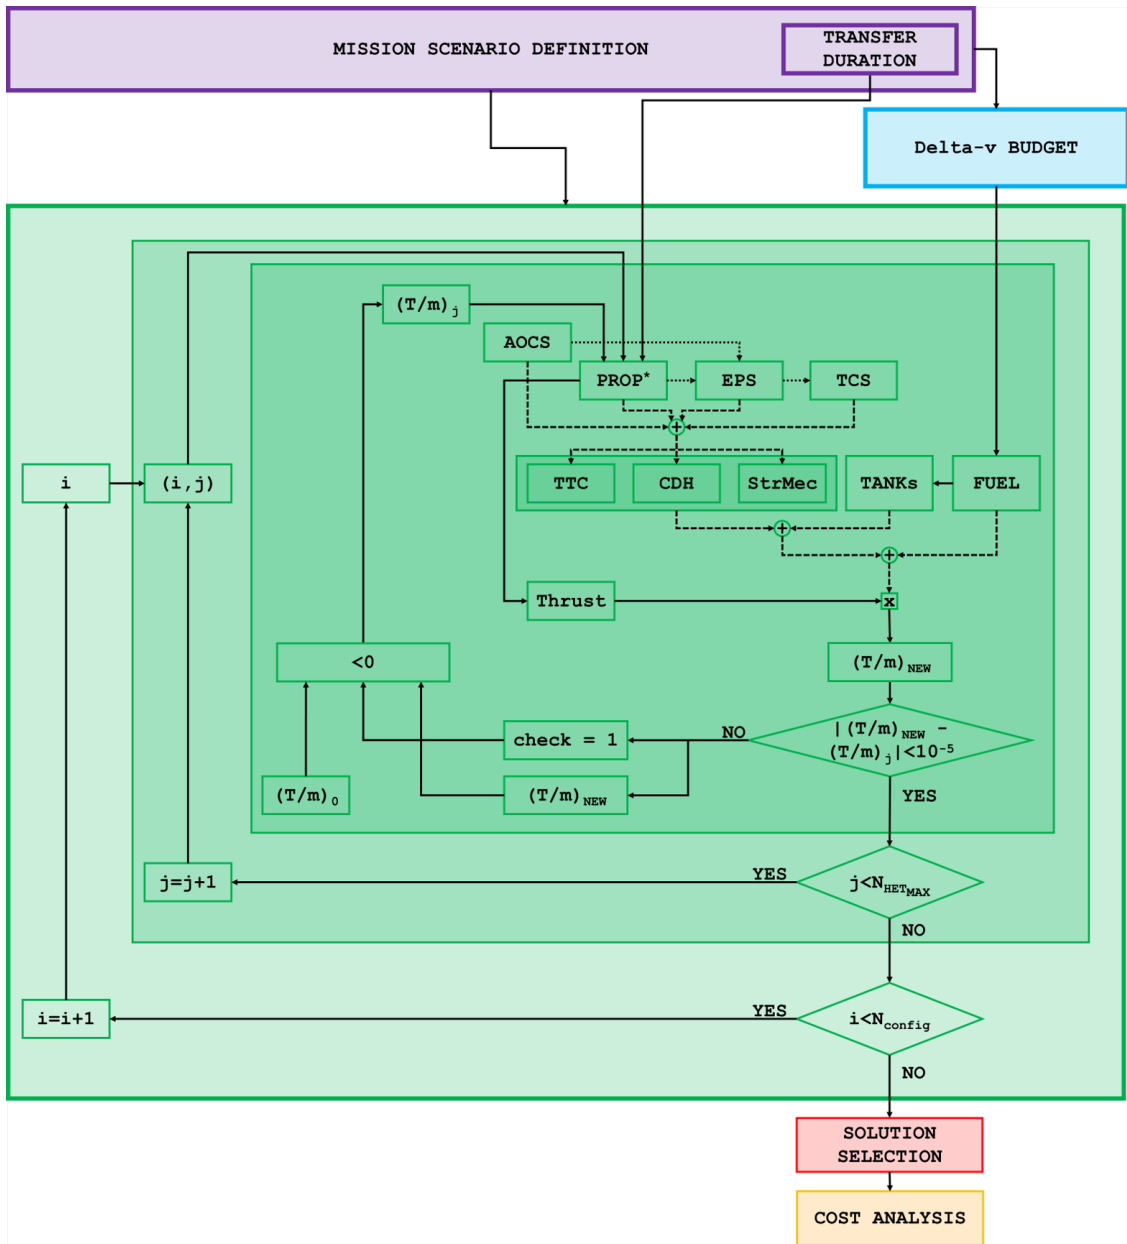 MISSION SCENARIO DEFINITION
TRANSFER
DURATION
Delta-v BUDGET
(T/m)j
AOCS
PROP*
EPS
TCS
+
i
(i,j)
TTC
CDH
StrMec
TANKs
FUEL
+
+
Thrust
x
<0
(T/m)NEW
check = 1
NO
|(T/m)NEW –
(T/m)j|<10-5
(T/m)0
(T/m)NEW
YES
j=j+1
YES
j<NHETMAX
NO
i=i+1
YES
i<Nconfig
NO
SOLUTION
SELECTION
COST ANALYSIS